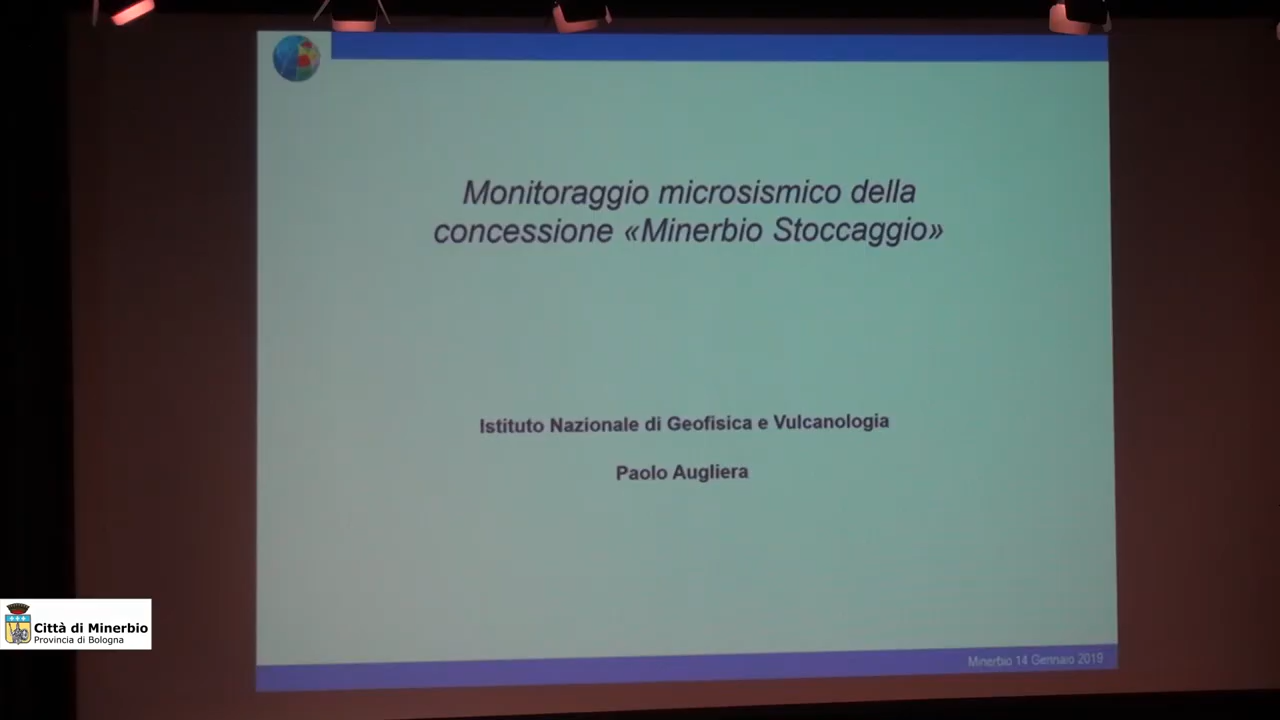 Monitoraggio microsismico della
concessione «Minerbio Stoccaggio»
Istituto Nazionale di Geofisica e Vulcanologia
Paolo Augliera
Città di Minerbio
Provincia di Bologna
Minerbio 14 Gennaio 2019